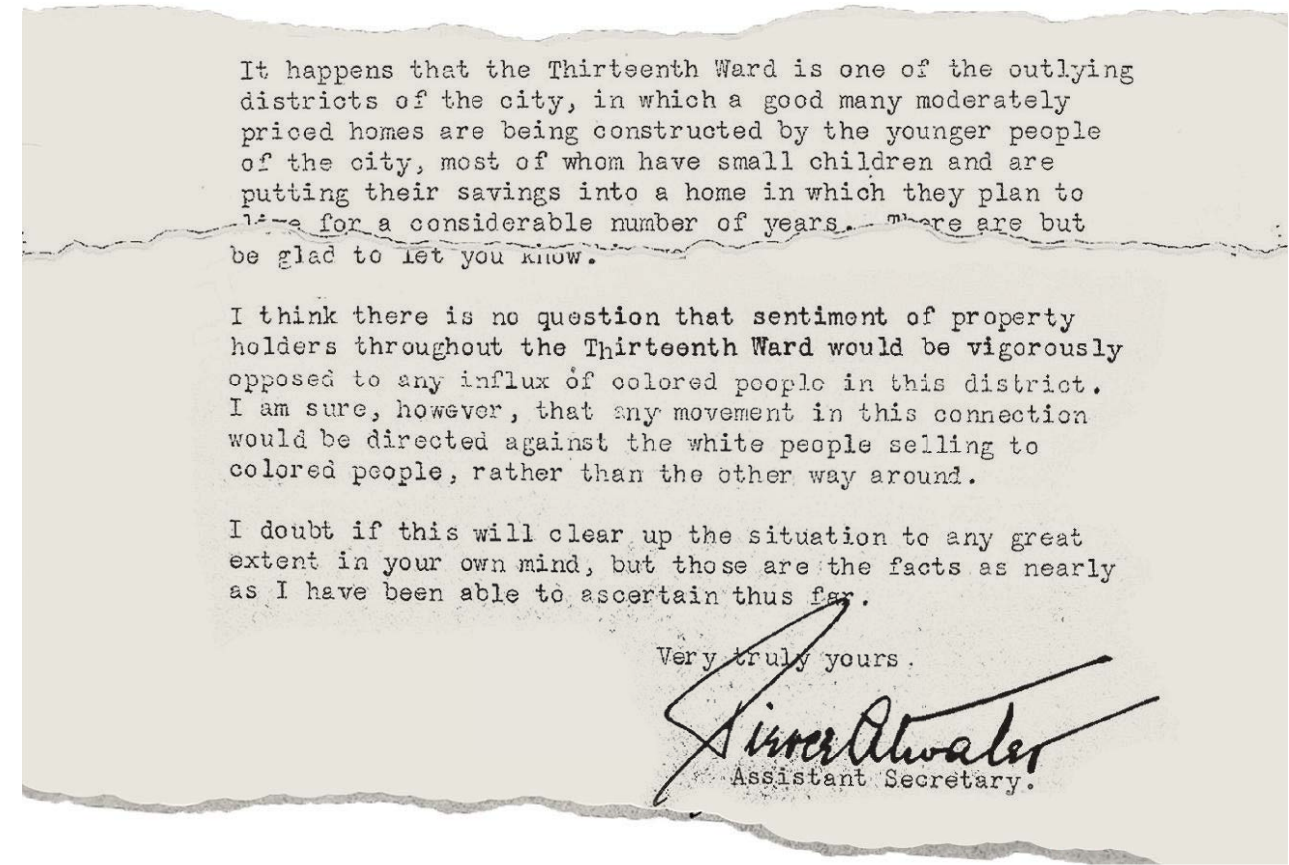 It happens that the Thirteenth Ward is one of the outlying
districts of the city, in which a good many moderately
priced homes are being constructed by the younger people
of the city, most of whom have small children and are
putting their savings into a home in which they plan to
live for a considerable number of years. There are but
be glad to let you know.
I think there is no question that sentiment of property
holders throughout the Thirteenth Ward would be vigorously
opposed to any influx of colored people in this district.
I am sure, however, that any movement in this connection
would be directed against the white people selling to
colored people, rather than the other way around.
I doubt if this will clear up the situation to any great
extent in your own mind, but those are the facts as nearly
as I have been able to ascertain thus far.
Very truly yours.
Atwater
Assistant Secretary.